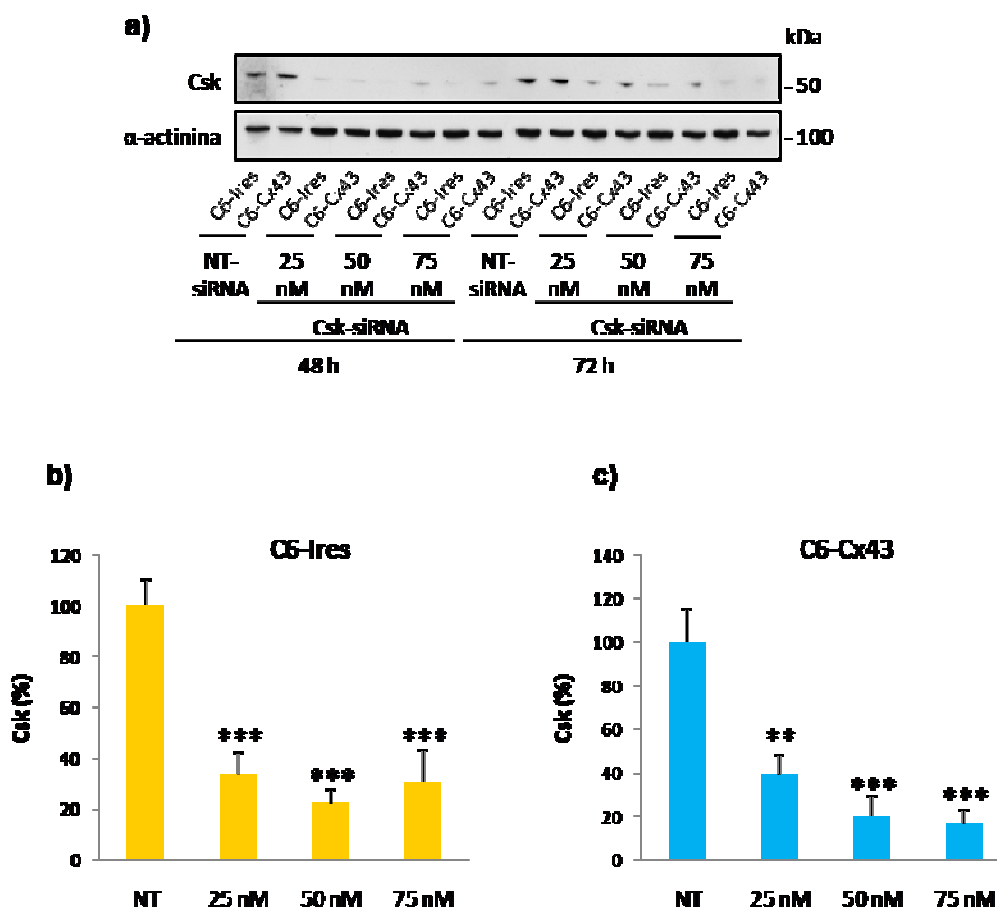 a)
kDa
Csk
- 50
α-actinina
- 100
C6-Ires C6-Cx43 C6-Ires C6-Cx43 C6-Ires C6-Cx43 C6-Ires C6-Cx43 C6-Ires C6-Cx43 C6-Ires C6-Cx43 C6-Ires C6-Cx43 C6-Ires C6-Cx43
NT- 25 50 75 NT- 25 50 75
siRNA nM nM nM siRNA nM nM nM
Csk-siRNA Csk-siRNA
48 h 72 h
b)
C6-Ires
Csk (%)
120
100
80
60
40
20
0
***
***
***
NT 25 nM 50 nM 75 nM
c)
C6-Cx43
Csk (%)
140
120
100
80
60
40
20
0
**
***
***
NT 25 nM 50 nM 75 nM